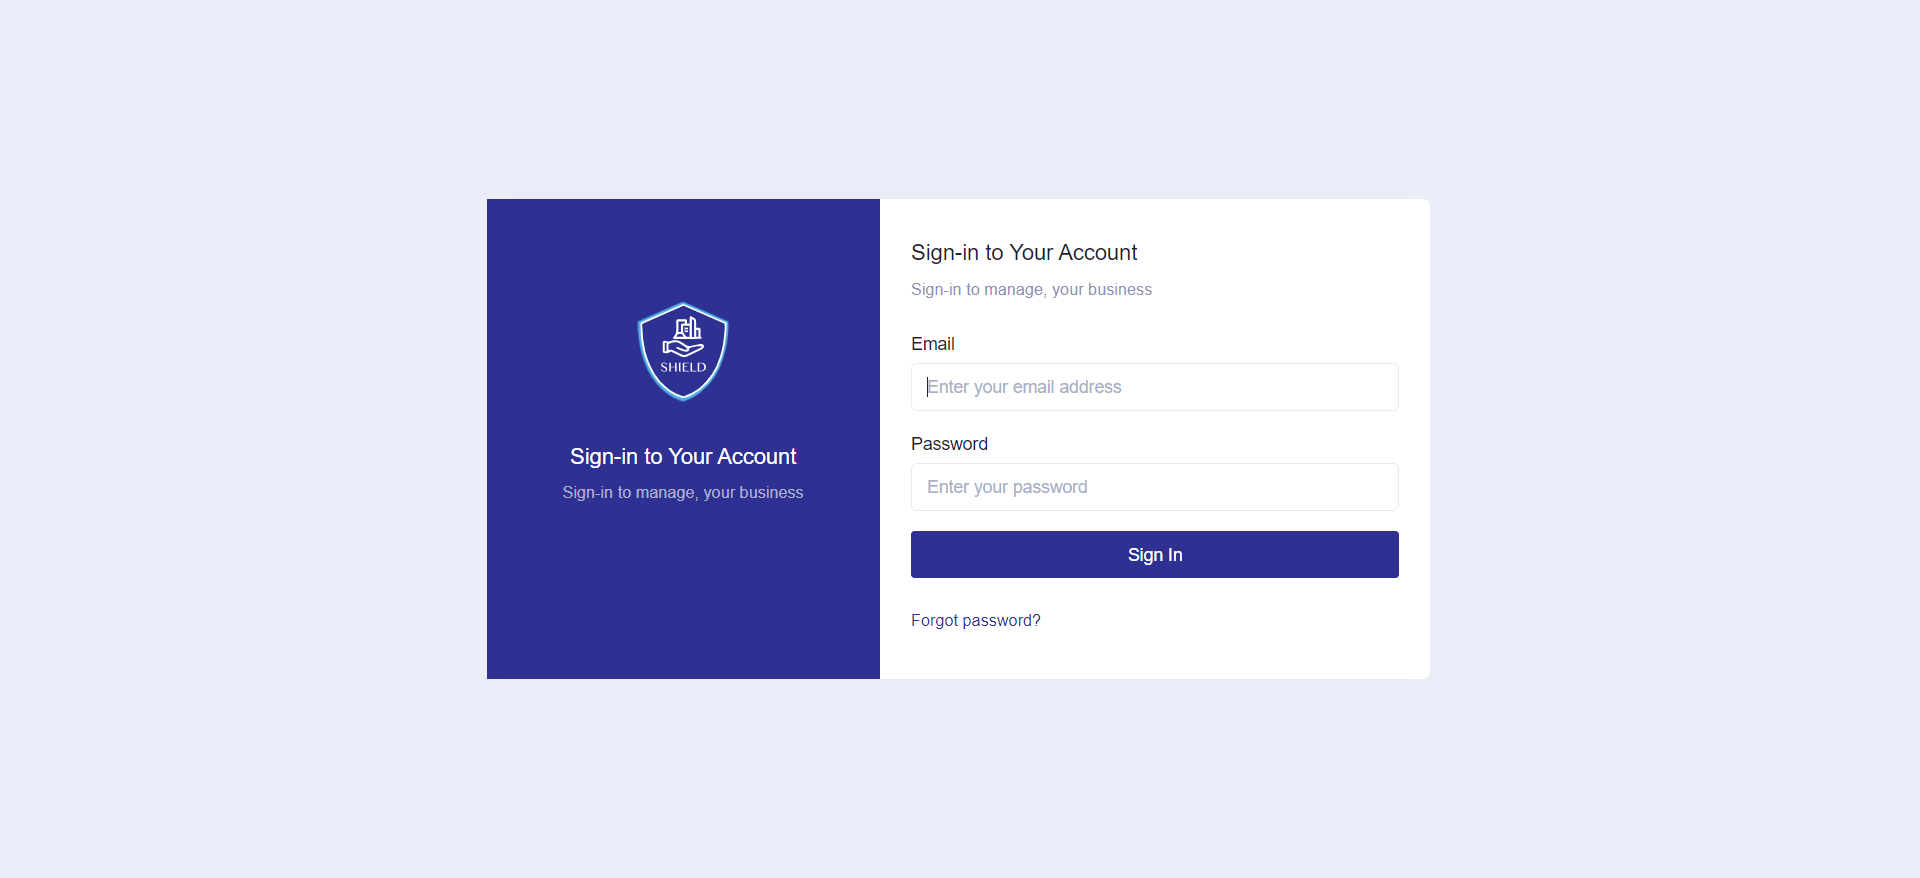 SHIELD
Sign-in to Your Account
Sign-in to manage, your business
Sign-in to Your Account
Sign-in to manage, your business
Email
Enter your email address
Password
Enter your password
Sign In
Forgot password?